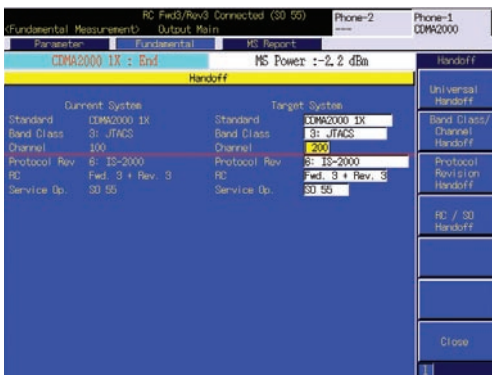 RC Fwd3/Rev3 Connected (SO 55)
Phone-2
Phone-1
<Fundamental Measurement>
Output Main
----
CDMA2000
Parameter
Fundamental
MS Report
CDMA2000 1X : End
MS Power :-2.2 dBm
Handoff
Handoff
Current System
Target System
Standard CDMA2000 1X Standard CDMA2000 1X
Band Class 3: JTACS Band Class 3: JTACS
Channel 100 Channel 200
Protocol Rev 6: IS-2000 Protocol Rev 6: IS-2000
RC Fwd. 3 + Rev. 3 RC Fwd. 3 + Rev. 3
Service Op. SO 55 Service Op. SO 55
Universal
Handoff
Band Class/
Channel
Handoff
Protocol
Revision
Handoff
RC / SO
Handoff
Close
1